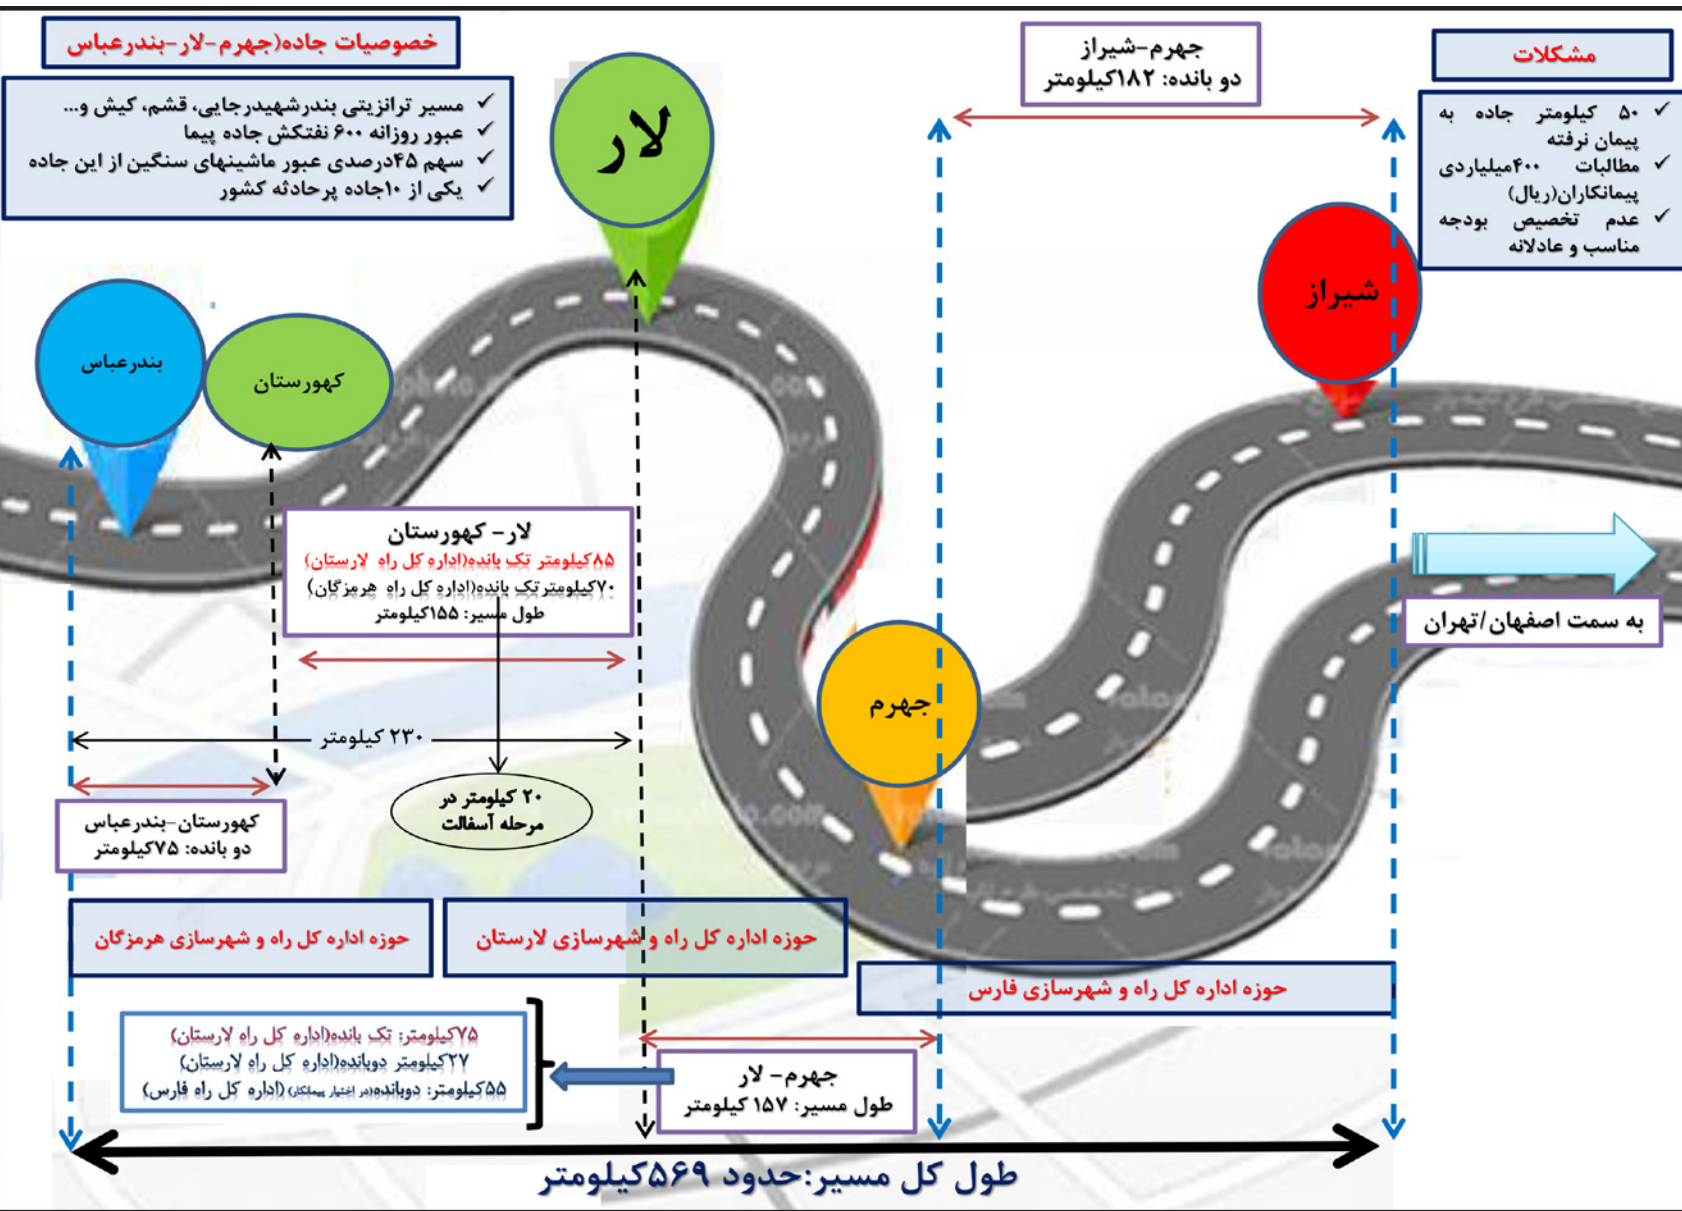 خصوصیات جاده(جهرم-لار-بندرعباس
✓ مسیر ترانزیتی بندرشهیدرجایی، قشم، کیش و...
✓ عبور روزانه ۶۰۰ نفتکش جاده پیما
✓ سهم ۴۵درصدی عبور ماشینهای سنگین از این جاده
✓ یکی از ۱۰جاده پرحادثه کشور
جهرم-شیراز
دو بانده: ۱۸۲کیلومتر
مشکلات
✓ ۵۰ کیلومتر جاده به
پیمان نرفته
✓ مطالبات ۴۰۰میلیاردی
پیمانکاران(ریال)
✓ عدم تخصیص بودجه
مناسب و عادلانه
لار
شیراز
بندرعباس
کهورستان
جهرم
لار- کهورستان
۸۵کیلومتر تک بانده(اداره کل راه لارستان)
۷۰کیلومتر تک بانده(اداره کل راه هرمزگان)
طول مسیر: ۱۵۵کیلومتر
به سمت اصفهان/تهران
۲۳۰ کیلومتر
۲۰ کیلومتر در
مرحله آسفالت
کهورستان-بندرعباس
دو بانده: ۷۵کیلومتر
حوزه اداره کل راه و شهرسازی هرمزگان
حوزه اداره کل راه و شهرسازی لارستان
حوزه اداره کل راه و شهرسازی فارس
۷۵کیلومتر: تک بانده(اداره کل راه لارستان)
۲۷کیلومتر دوبانده(اداره کل راه لارستان)
۵۵کیلومتر: دوبانده(در اختیار پیمانکار) (اداره کل راه فارس)
جهرم- لار
طول مسیر: ۱۵۷ کیلومتر
طول کل مسیر:حدود ۵۶۹کیلومتر